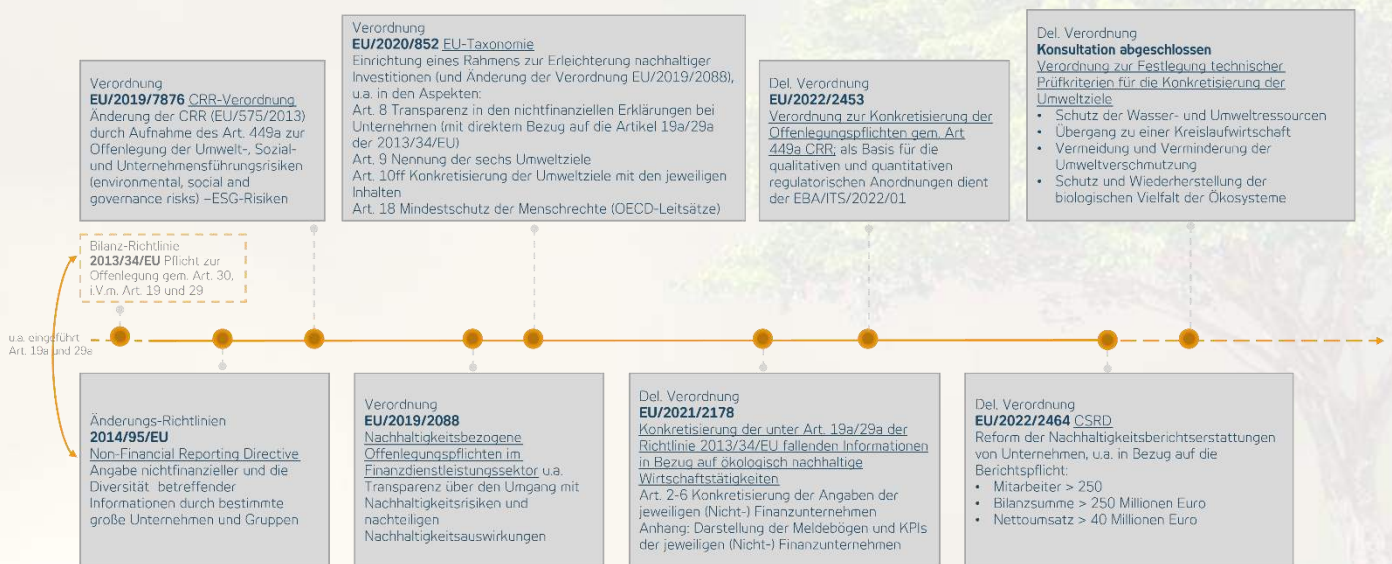 Verordnung
EU/2019/7876 CRR-Verordnung
Änderung der CRR (EU/575/2013)
durch Aufnahme des Art. 449a zur
Offenlegung der Umwelt-, Sozial-
und Unternehmensführungsrisiken
(environmental, social and
governance risks) –ESG-Risiken
Verordnung
EU/2020/852 EU-Taxonomie
Einrichtung eines Rahmens zur Erleichterung nachhaltiger
Investitionen (und Änderung der Verordnung EU/2019/2088),
u.a. in den Aspekten:
Art. 8 Transparenz in den nichtfinanziellen Erklärungen bei
Unternehmen (mit direktem Bezug auf die Artikel 19a/29a
der 2013/34/EU)
Art. 9 Nennung der sechs Umweltziele
Art. 10ff Konkretisierung der Umweltziele mit den jeweiligen
Inhalten
Art. 18 Mindestschutz der Menschrechte (OECD-Leitsätze)
Del. Verordnung
EU/2022/2453
Verordnung zur Konkretisierung der
Offenlegungspflichten gem. Art
449a CRR; als Basis für die
qualitativen und quantitativen
regulatorischen Anordnungen dient
der EBA/ITS/2022/01
Del. Verordnung
Konsultation abgeschlossen
Verordnung zur Festlegung technischer
Prüfkriterien für die Konkretisierung der
Umweltziele
• Schutz der Wasser- und Umweltressourcen
• Übergang zu einer Kreislaufwirtschaft
• Vermeidung und Verminderung der
Umweltverschmutzung
• Schutz und Wiederherstellung der
biologischen Vielfalt der Ökosysteme
Bilanz-Richtlinie
2013/34/EU Pflicht zur
Offenlegung gem. Art. 30,
i.V.m. Art. 19 und 29
u.a. eingeführt
Art. 19a und 29a
Änderungs-Richtlinien
2014/95/EU
Non-Financial Reporting Directive
Angabe nichtfinanzieller und die
Diversität betreffender
Informationen durch bestimmte
große Unternehmen und Gruppen
Verordnung
EU/2019/2088
Nachhaltigkeitsbezogene
Offenlegungspflichten im
Finanzdienstleistungssektor u.a.
Transparenz über den Umgang mit
Nachhaltigkeitsrisiken und
nachteiligen
Nachhaltigkeitsauswirkungen
Del. Verordnung
EU/2021/2178
Konkretisierung der unter Art. 19a/29a der
Richtlinie 2013/34/EU fallenden Informationen
in Bezug auf ökologisch nachhaltige
Wirtschaftstätigkeiten
Art. 2-6 Konkretisierung der Angaben der
jeweiligen (Nicht-) Finanzunternehmen
Anhang: Darstellung der Meldebögen und KPIs
der jeweiligen (Nicht-) Finanzunternehmen
Del. Verordnung
EU/2022/2464 CSRD
Reform der Nachhaltigkeitsberichtserstattungen
von Unternehmen, u.a. in Bezug auf die
Berichtspflicht:
• Mitarbeiter > 250
• Bilanzsumme > 250 Millionen Euro
• Nettoumsatz > 40 Millionen Euro